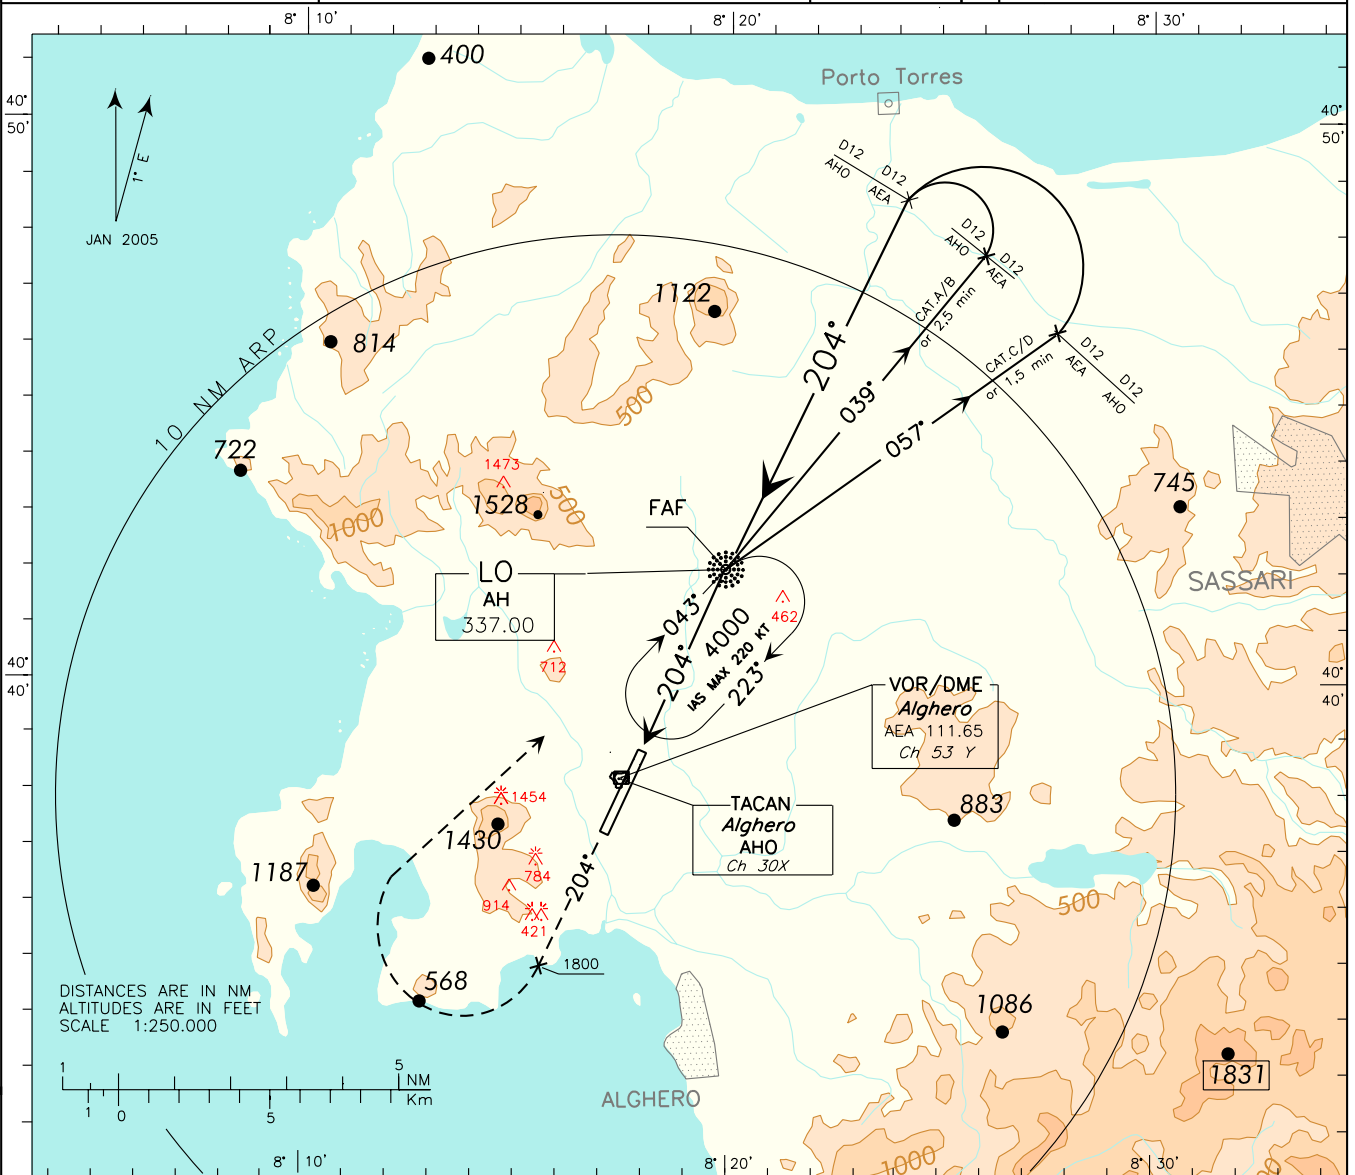 8° 10'
8° 20'
8° 30'
400
Porto Torres
40°
50'
40°
50'
1° E
JAN 2005
D12
AHO
D12
AEA
D12
AHO
D12
AEA
D12
AEA
D12
AHO
CAT.A/B
or 2,5 min
CAT.C/D
or 1,5 min
1122
814
204°
039°
057°
10 NM ARP
500
722
1473
1528
500
1000
745
FAF
SASSARI
LO
AH
337.00
043°
4000
IAS MAX 220 KT
223°
204°
462
712
40°
40'
40°
40'
VOR/DME
Alghero
AEA 111.65
Ch 53 Y
TACAN
Alghero
AHO
Ch 30X
883
1454
1430
784
914
421
1187
204°
500
1800
568
DISTANCES ARE IN NM
ALTITUDES ARE IN FEET
SCALE 1:250.000
1086
1831
1
5
NM
Km
1
0
5
ALGHERO
1000
8° 10'
8° 20'
8° 30'